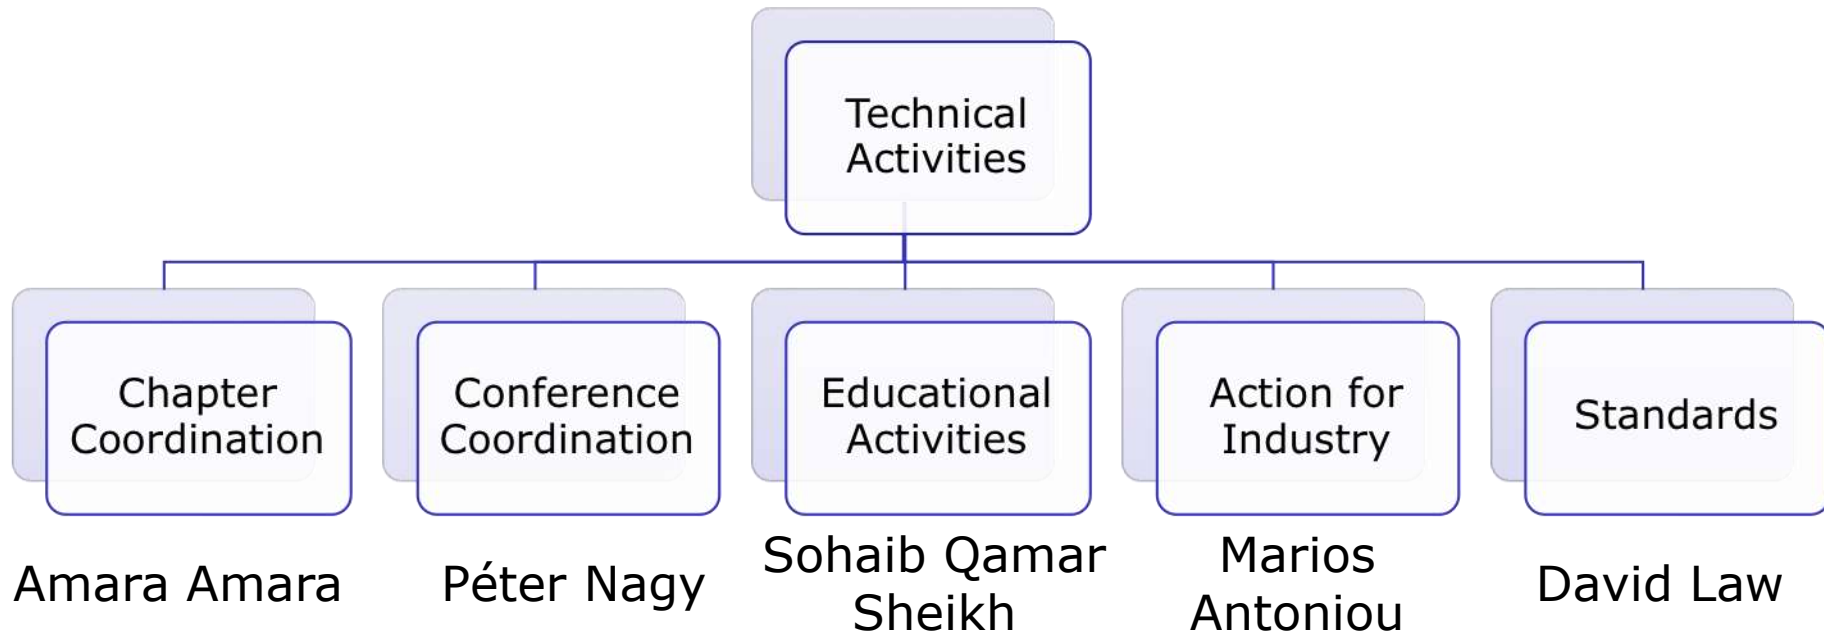 Technical
Activities
Chapter
Coordination
Conference
Coordination
Educational
Activities
Action for
Industry
Standards
Amara Amara
Péter Nagy
Sohaib Qamar
Sheikh
Marios
Antoniou
David Law